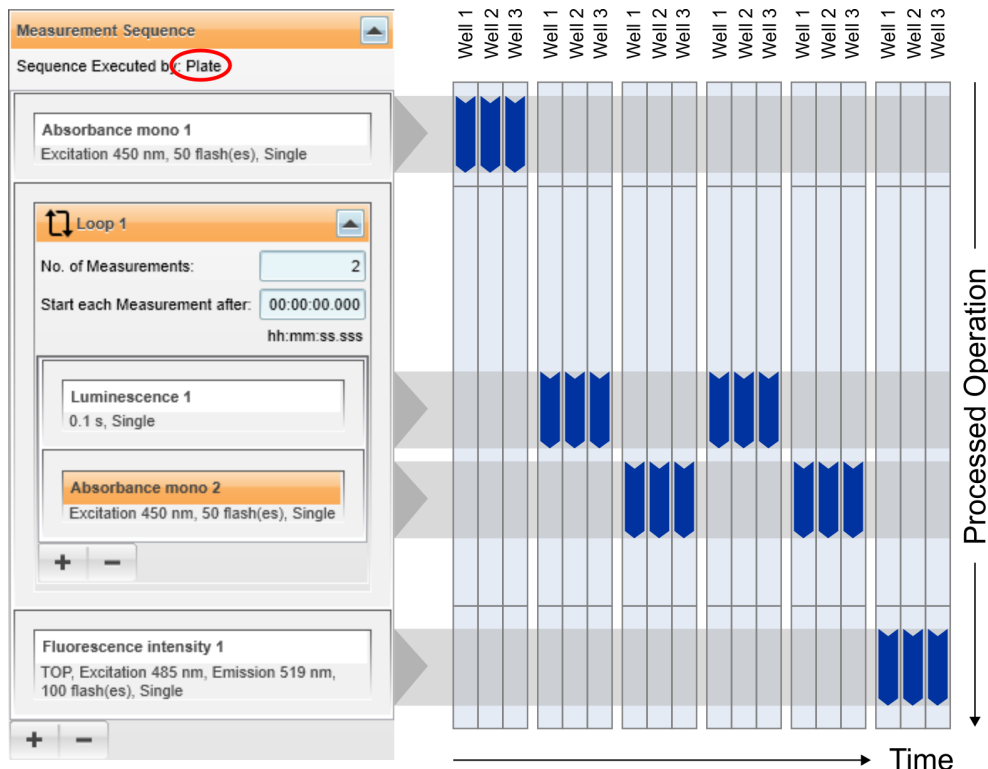 Measurement Sequence
Sequence Executed by: Plate
Absorbance mono 1
Excitation 450 nm, 50 flash(es), Single
Loop 1
No. of Measurements: 2
Start each Measurement after: 00:00:00.000
hh:mm:ss.sss
Luminescence 1
0.1 s, Single
Absorbance mono 2
Excitation 450 nm, 50 flash(es), Single
+ −
Fluorescence intensity 1
TOP, Excitation 485 nm, Emission 519 nm,
100 flash(es), Single
+ −
Well 1 Well 2 Well 3 Well 1 Well 2 Well 3 Well 1 Well 2 Well 3 Well 1 Well 2 Well 3 Well 1 Well 2 Well 3 Well 1 Well 2 Well 3
Processed Operation
Time